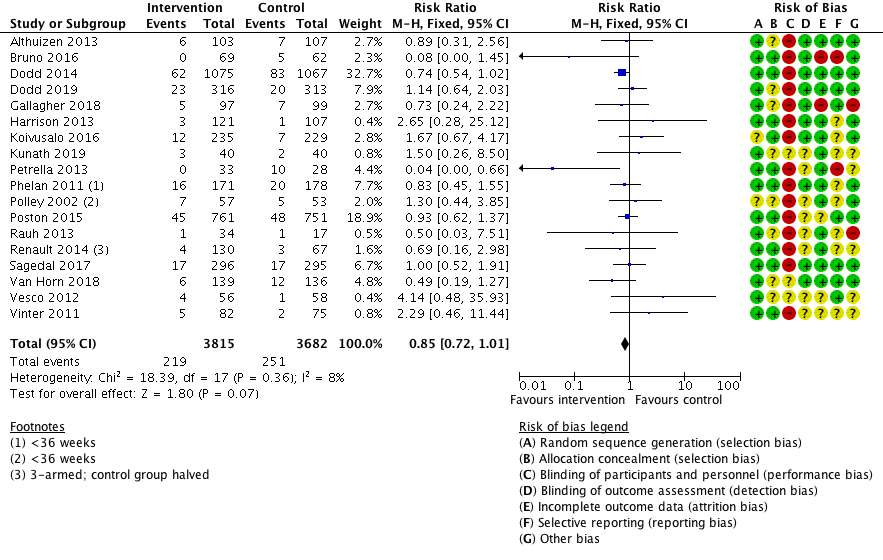 Intervention Control Risk Ratio Risk Ratio Risk of Bias
Study or Subgroup Events Total Events Total Weight M-H, Fixed, 95% CI M-H, Fixed, 95% CI A B C D E F G
Althuizen 2013 6 103 7 107 2.7% 0.89 [0.31, 2.56]
Bruno 2016 0 69 5 62 2.2% 0.08 [0.00, 1.45]
Dodd 2014 62 1075 83 1067 32.7% 0.74 [0.54, 1.02]
Dodd 2019 23 316 20 313 7.9% 1.14 [0.64, 2.03]
Gallagher 2018 5 97 7 99 2.7% 0.73 [0.24, 2.22]
Harrison 2013 3 121 1 107 0.4% 2.65 [0.28, 25.12]
Koivusalo 2016 12 235 7 229 2.8% 1.67 [0.67, 4.17]
Kunath 2019 3 40 2 40 0.8% 1.50 [0.26, 8.50]
Petrella 2013 0 33 10 28 4.4% 0.04 [0.00, 0.66]
Phelan 2011 (1) 16 171 20 178 7.7% 0.83 [0.45, 1.55]
Polley 2002 (2) 7 57 5 53 2.0% 1.30 [0.44, 3.85]
Poston 2015 45 761 48 751 18.9% 0.93 [0.62, 1.37]
Rauh 2013 1 34 1 17 0.5% 0.50 [0.03, 7.51]
Renault 2014 (3) 4 130 3 67 1.6% 0.69 [0.16, 2.98]
Sagedal 2017 17 296 17 295 6.7% 1.00 [0.52, 1.91]
Van Horn 2018 6 139 12 136 4.8% 0.49 [0.19, 1.27]
Vesco 2012 4 56 1 58 0.4% 4.14 [0.48, 35.93]
Vinter 2011 5 82 2 75 0.8% 2.29 [0.46, 11.44]
Total (95% CI) 3815 3682 100.0% 0.85 [0.72, 1.01]
Total events 219 251
Heterogeneity: Chi² = 18.39, df = 17 (P = 0.36); I² = 8%
Test for overall effect: Z = 1.80 (P = 0.07)
0.01 0.1 1 10 100
Favours intervention Favours control
Footnotes
(1) <36 weeks
(2) <36 weeks
(3) 3-armed; control group halved
Risk of bias legend
(A) Random sequence generation (selection bias)
(B) Allocation concealment (selection bias)
(C) Blinding of participants and personnel (performance bias)
(D) Blinding of outcome assessment (detection bias)
(E) Incomplete outcome data (attrition bias)
(F) Selective reporting (reporting bias)
(G) Other bias